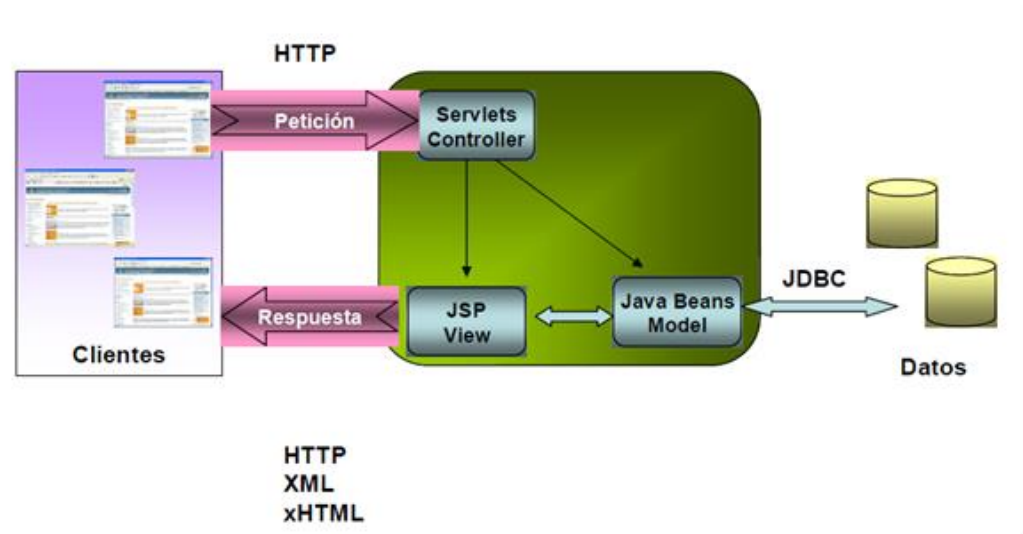 HTTP
Petición
Servlets
Controller
JSP
View
Java Beans
Model
JDBC
Respuesta
Clientes
Datos
HTTP
XML
xHTML